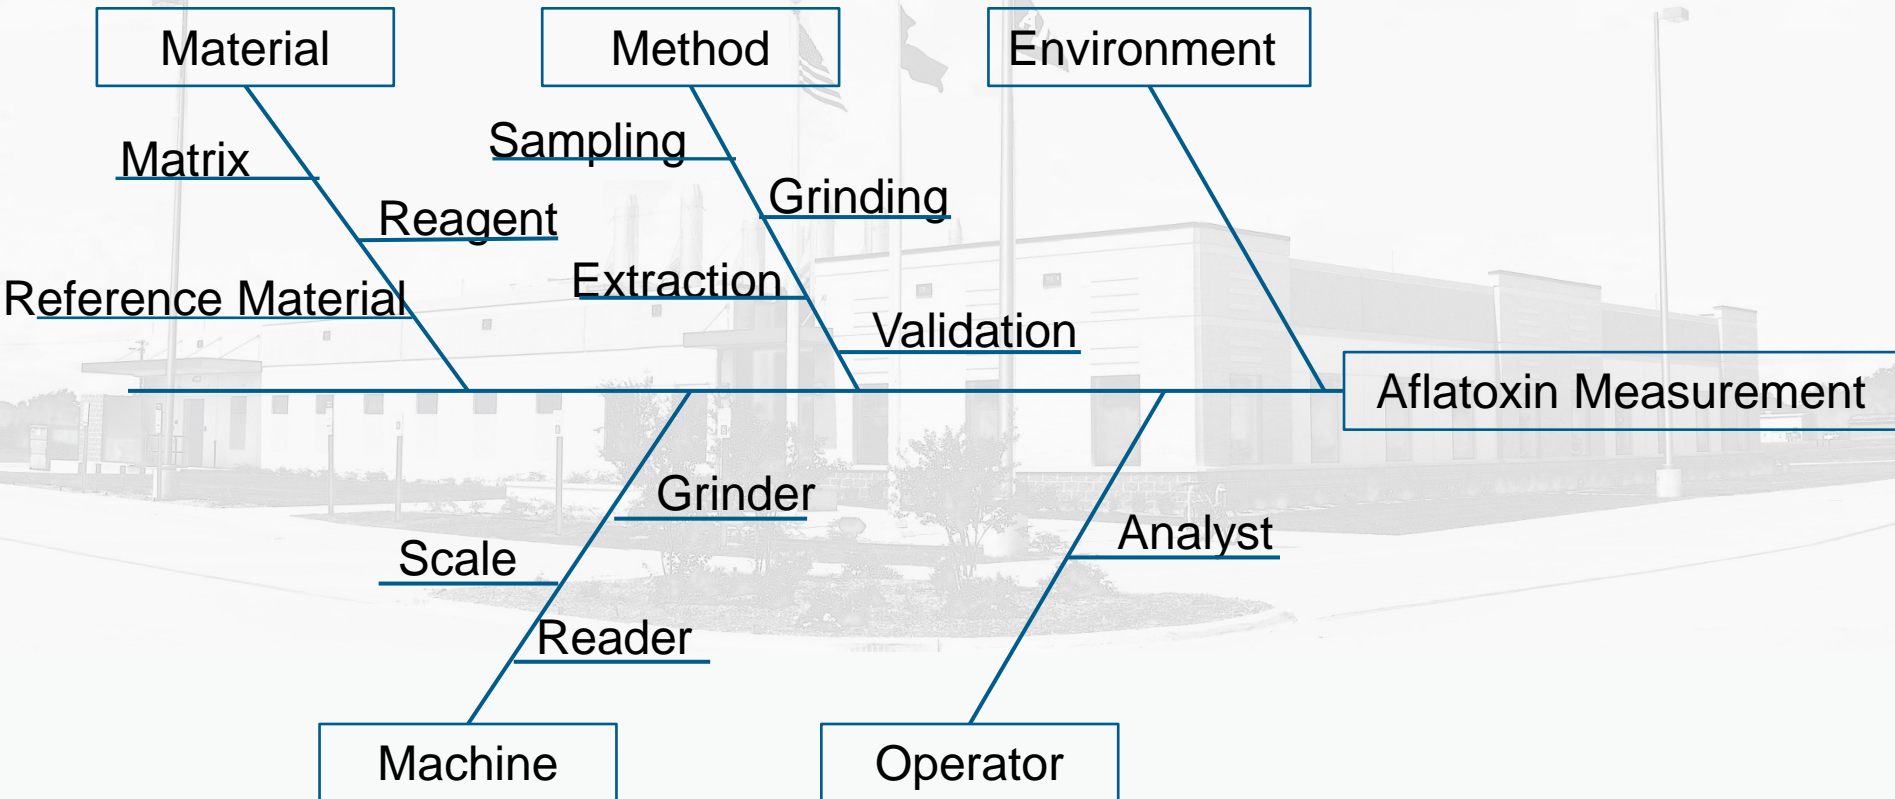 Material
Method
Environment
Matrix
Sampling
Grinding
Reagent
Extraction
Reference Material
Validation
Aflatoxin Measurement
Grinder
Analyst
Scale
Reader
Machine
Operator